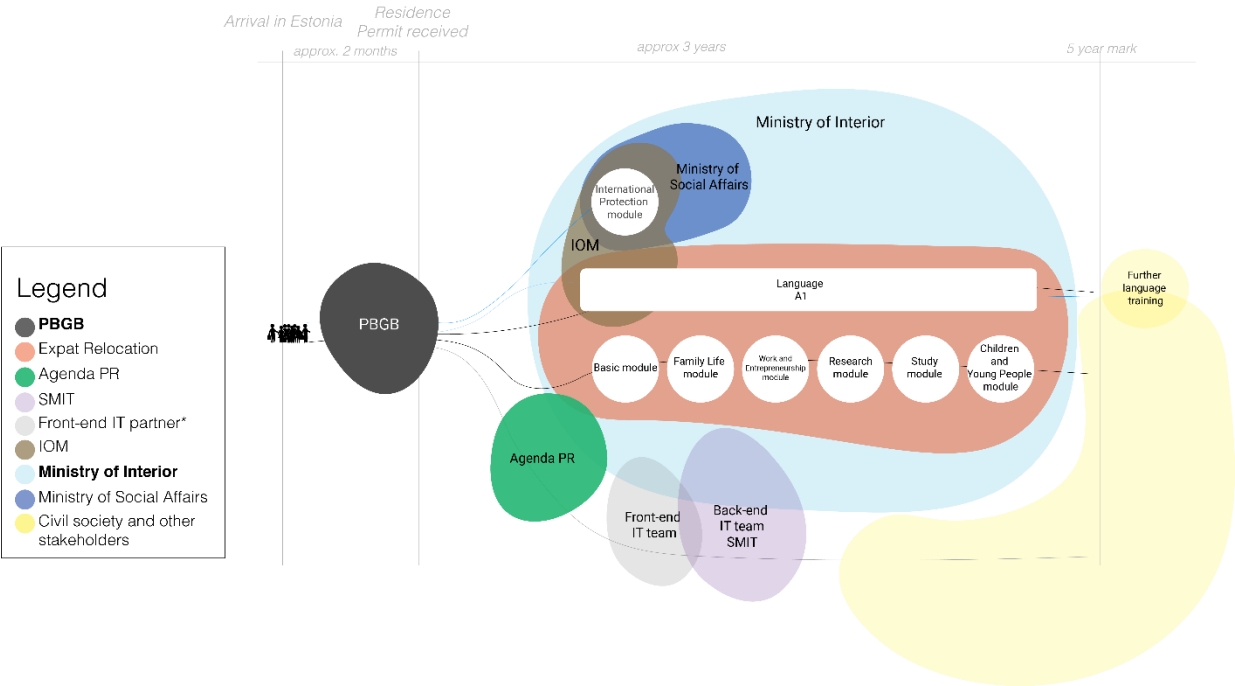 Arrival in Estonia
Residence
Permit received
approx. 2 months
approx 3 years
5 year mark
Ministry of Interior
Ministry of
Social Affairs
International
Protection
module
IOM
Language
A1
Further
language
training
PBGB
Basic module
Family Life
module
Work and
Entrepreneurship
module
Research
module
Study
module
Children
and
Young People
module
Agenda PR
Front-end
IT team
Back-end
IT team
SMIT
Legend
PBGB
Expat Relocation
Agenda PR
SMIT
Front-end IT partner*
IOM
Ministry of Interior
Ministry of Social Affairs
Civil society and other
stakeholders